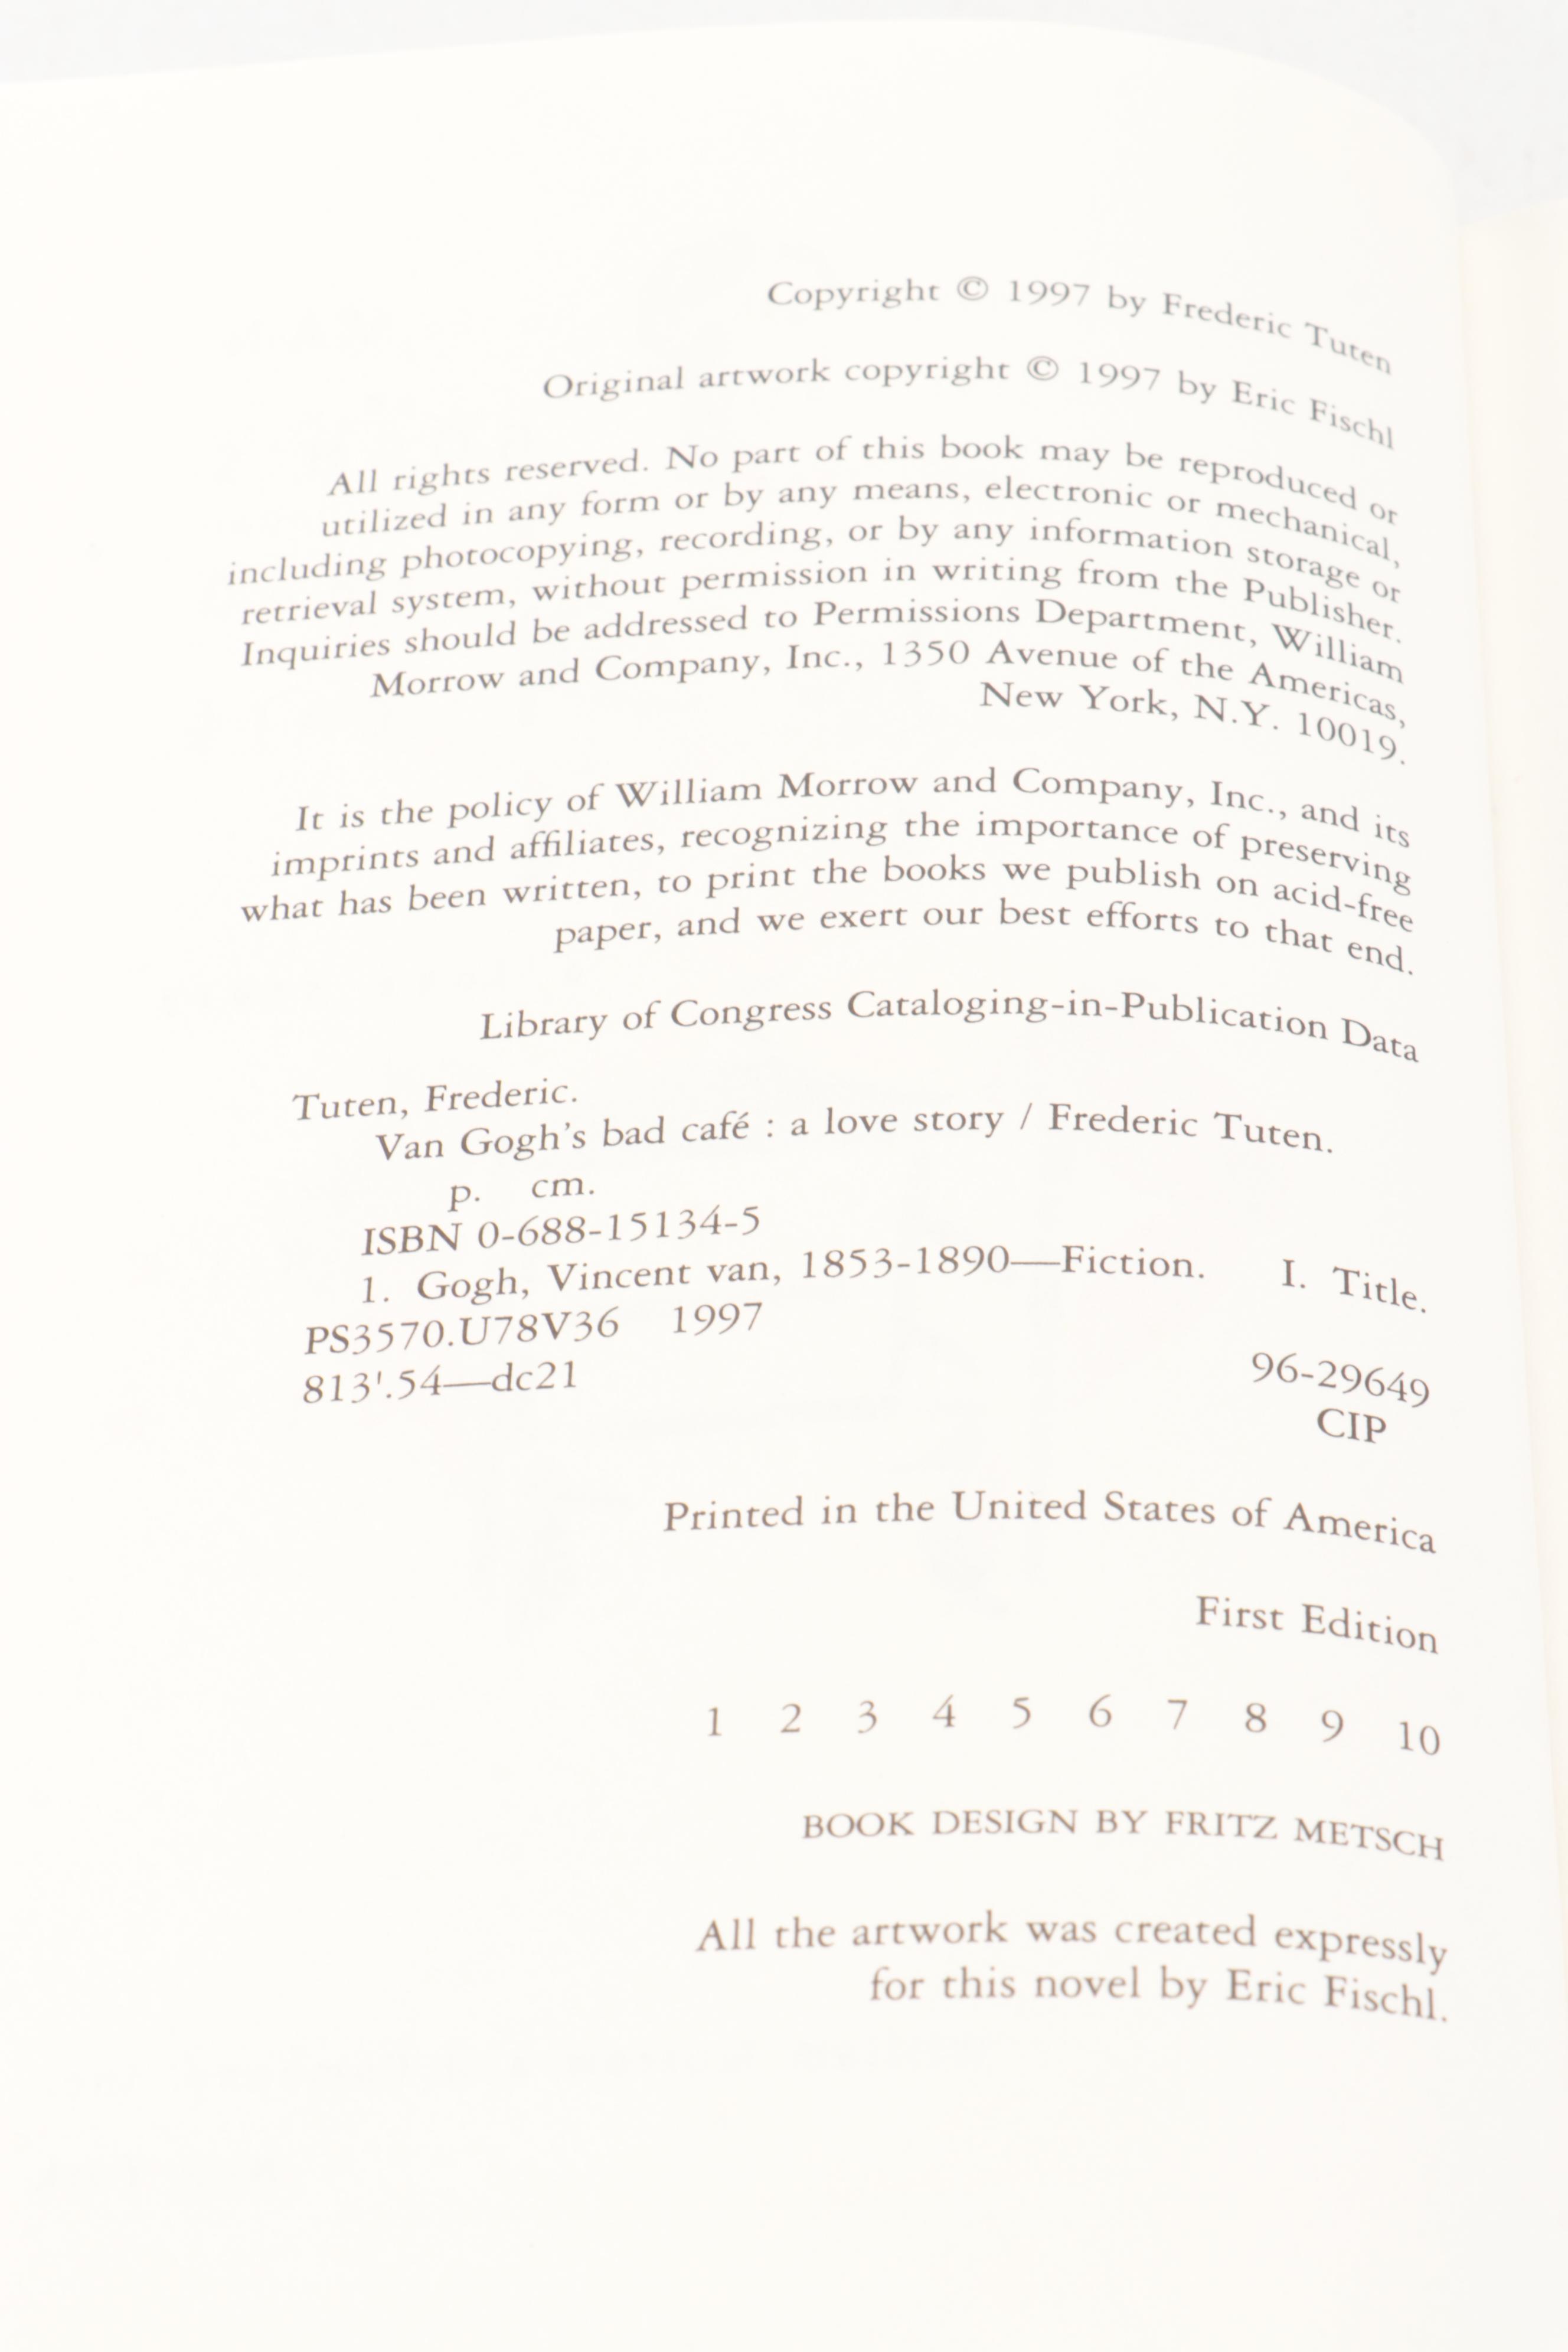 Copyright © 1997 by Frederic Tuten
Original artwork copyright © 1997 by Eric Fischl
All rights reserved. No part of this book may be reproduced or
utilized in any form or by any means, electronic or mechanical,
including photocopying, recording, or by any information storage or
retrieval system, without permission in writing from the Publisher.
Inquiries should be addressed to Permissions Department, William
Morrow and Company, Inc., 1350 Avenue of the Americas,
New York, N.Y. 10019.
It is the policy of William Morrow and Company, Inc., and its
imprints and affiliates, recognizing the importance of preserving
what has been written, to print the books we publish on acid-free
paper, and we exert our best efforts to that end.
Library of Congress Cataloging-in-Publication Data
Tuten, Frederic.
Van Gogh's bad café : a love story / Frederic Tuten.
p. cm.
ISBN 0-688-15134-5
1. Gogh, Vincent van, 1853-1890—Fiction. I. Title.
PS3570.U78V36 1997
813'.54—dc21 96-29649
CIP
Printed in the United States of America
First Edition
1 2 3 4 5 6 7 8 9 10
BOOK DESIGN BY FRITZ METSCH
All the artwork was created expressly
for this novel by Eric Fischl.